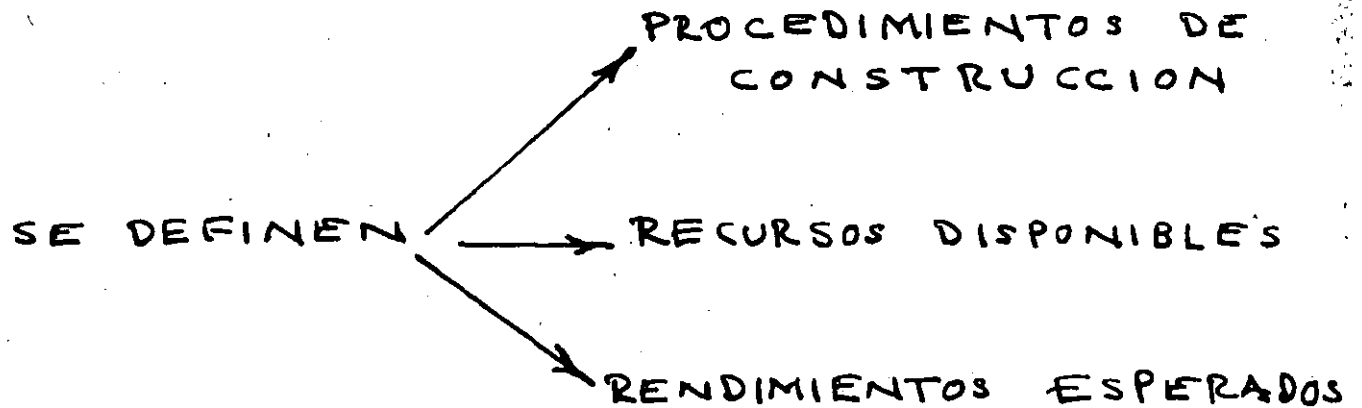 PROCEDIMIENTOS DE
CONSTRUCCION
SE DEFINEN
RECURSOS DISPONIBLES
RENDIMIENTOS ESPERADOS